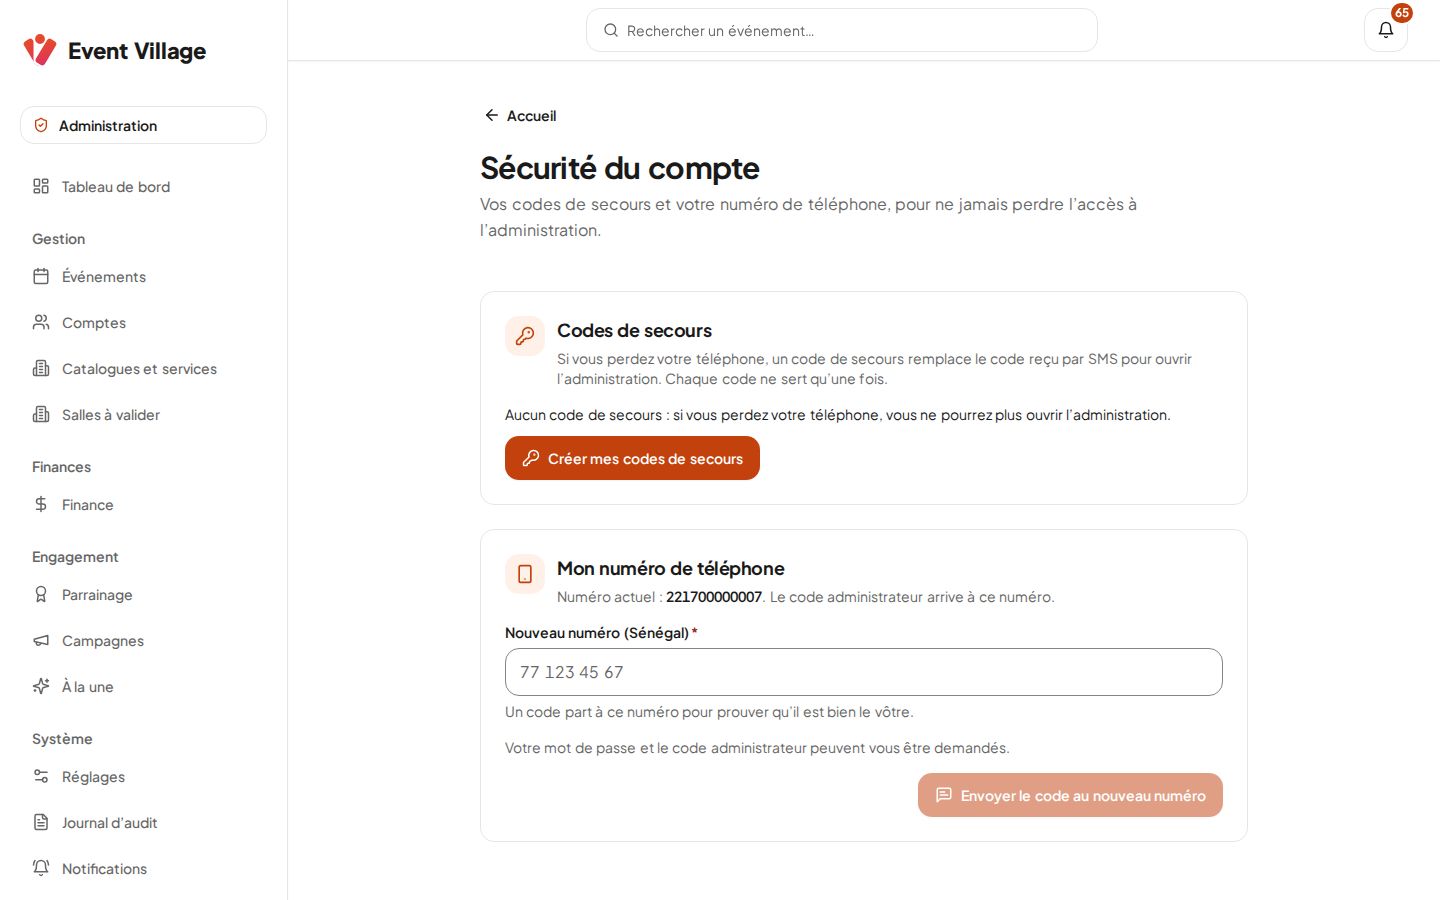 Event Village
Rechercher un événement…
65
Administration
Tableau de bord
Gestion
Événements
Comptes
Catalogues et services
Salles à valider
Finances
Finance
Engagement
Parrainage
Campagnes
À la une
Système
Réglages
Journal d’audit
Notifications
Accueil
Sécurité du compte
Vos codes de secours et votre numéro de téléphone, pour ne jamais perdre l’accès à
l’administration.
Codes de secours
Si vous perdez votre téléphone, un code de secours remplace le code reçu par SMS pour ouvrir
l’administration. Chaque code ne sert qu’une fois.
Aucun code de secours : si vous perdez votre téléphone, vous ne pourrez plus ouvrir l’administration.
Créer mes codes de secours
Mon numéro de téléphone
Numéro actuel : 221700000007. Le code administrateur arrive à ce numéro.
Nouveau numéro (Sénégal) *
77 123 45 67
Un code part à ce numéro pour prouver qu’il est bien le vôtre.
Votre mot de passe et le code administrateur peuvent vous être demandés.
Envoyer le code au nouveau numéro